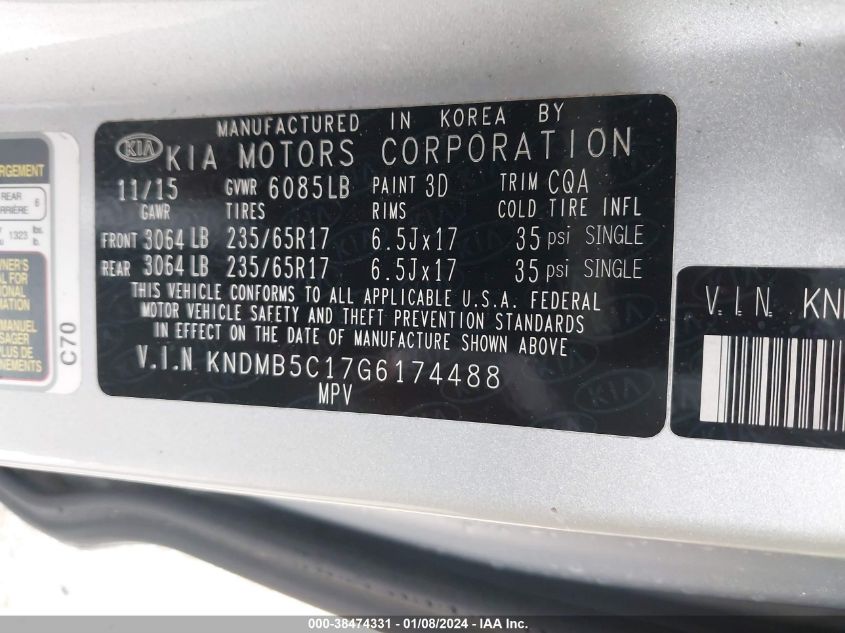 MANUFACTURED IN KOREA BY
KIA KIA MOTORS CORPORATION
11/15 GVWR 6085LB PAINT 3D TRIM CQA
GAWR TIRES RIMS COLD TIRE INFL
FRONT 3064 LB 235/65R17 6.5Jx17 35 psi SINGLE
REAR 3064 LB 235/65R17 6.5Jx17 35 psi SINGLE
THIS VEHICLE CONFORMS TO ALL APPLICABLE U.S.A. FEDERAL
MOTOR VEHICLE SAFETY AND THEFT PREVENTION STANDARDS
IN EFFECT ON THE DATE OF MANUFACTURE SHOWN ABOVE
V.I.N KNDMB5C17G6174488
MPV
REAR
6
1323 lbs.
C70
V.I.N.
000-38474331 - 01/08/2024 - IAA Inc.